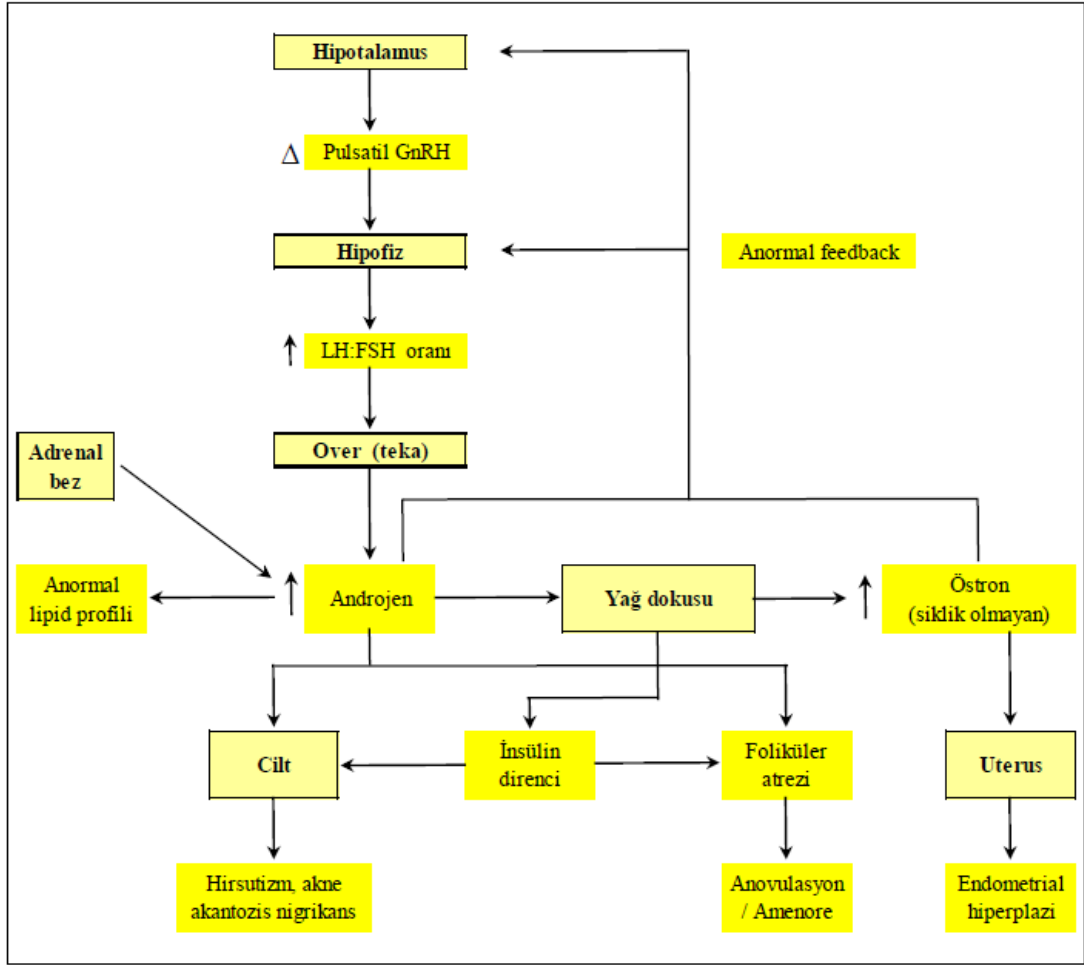 Hipotalamus
Δ Pulsatil GnRH
Hipofiz
Anormal feedback
LH:FSH oranı
Over (teka)
Adrenal
bez
Anormal
lipid profili
Androjen
Yağ dokusu
Östron
(siklik olmayan)
Cilt
İnsülin
direnci
Foliküler
atrezi
Uterus
Hirsutizm, akne
akantozis nigrikans
Anovulasyon
/ Amenore
Endometrial
hiperplazi